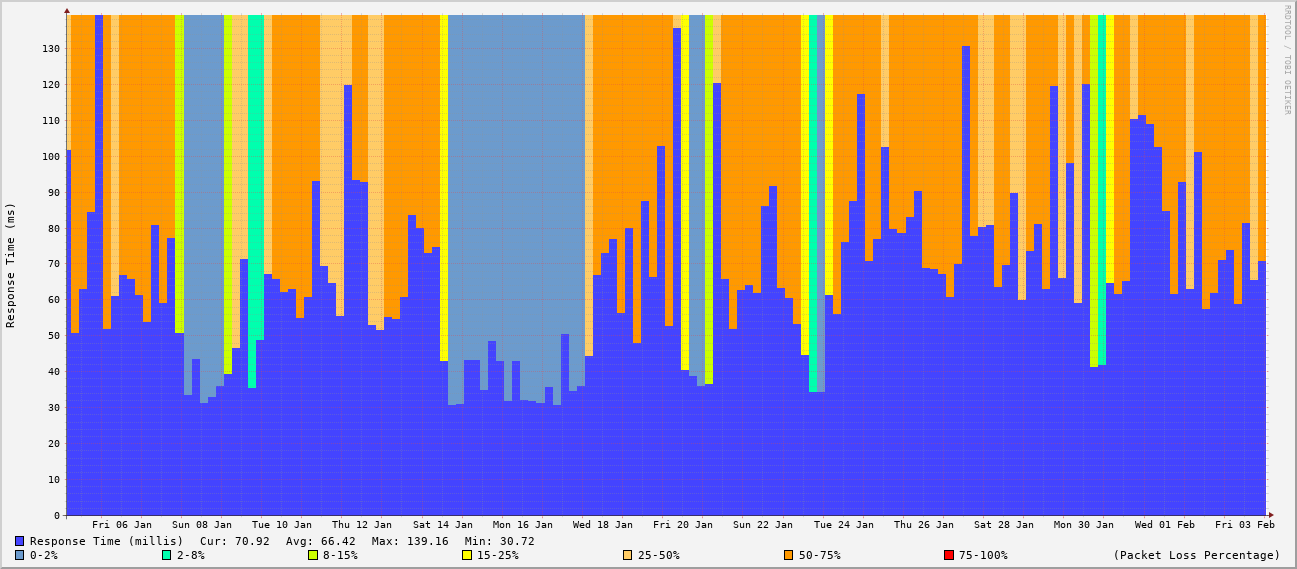 RRDTOOL / TOBI OETIKER
Response Time (ms)
130
120
110
100
90
80
70
60
50
40
30
20
10
0
Fri 06 Jan Sun 08 Jan Tue 10 Jan Thu 12 Jan Sat 14 Jan Mon 16 Jan Wed 18 Jan Fri 20 Jan Sun 22 Jan Tue 24 Jan Thu 26 Jan Sat 28 Jan Mon 30 Jan Wed 01 Feb Fri 03 Feb
Response Time (millis) Cur: 70.92 Avg: 66.42 Max: 139.16 Min: 30.72
0-2% 2-8% 8-15% 15-25% 25-50% 50-75% 75-100% (Packet Loss Percentage)